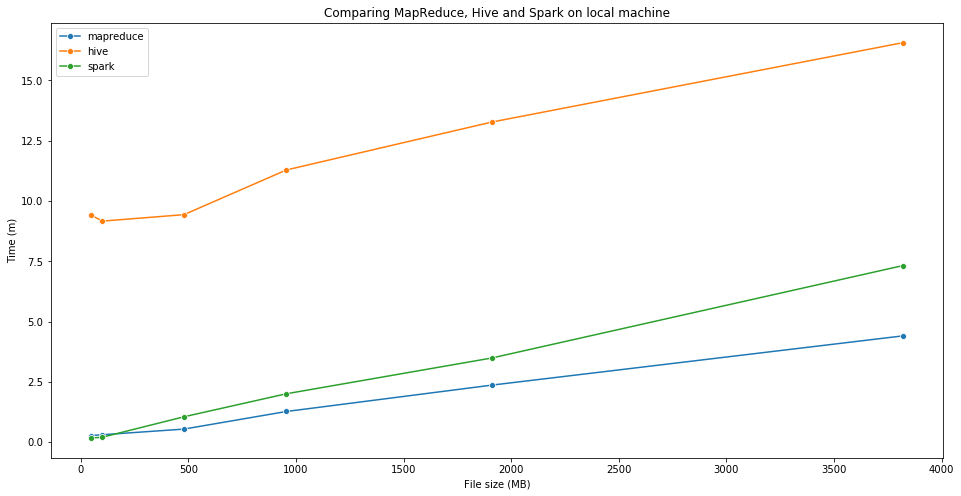 Comparing MapReduce, Hive and Spark on local machine
mapreduce
hive
spark
15.0
12.5
10.0
7.5
5.0
2.5
0.0
Time (m)
0 500 1000 1500 2000 2500 3000 3500 4000
File size (MB)